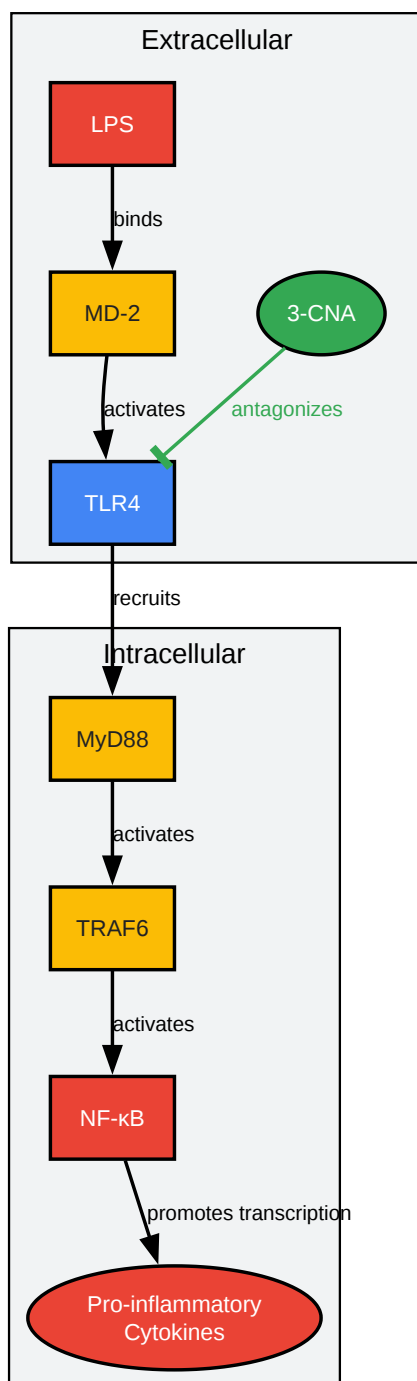 Extracellular
LPS
binds
MD-2
3-CNA
activates
antagonizes
TLR4
recruits
Intracellular
MyD88
activates
TRAF6
activates
NF-κB
promotes transcription
Pro-inflammatory
Cytokines